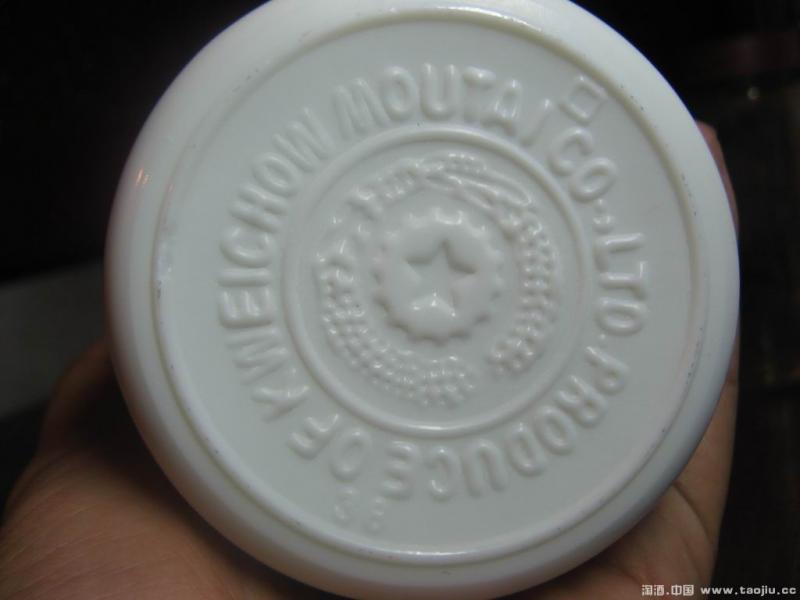 PRODUCE OF KWEICHOW MOUTAI CO.,LTD.
淘酒.中国 www.taojiu.cc